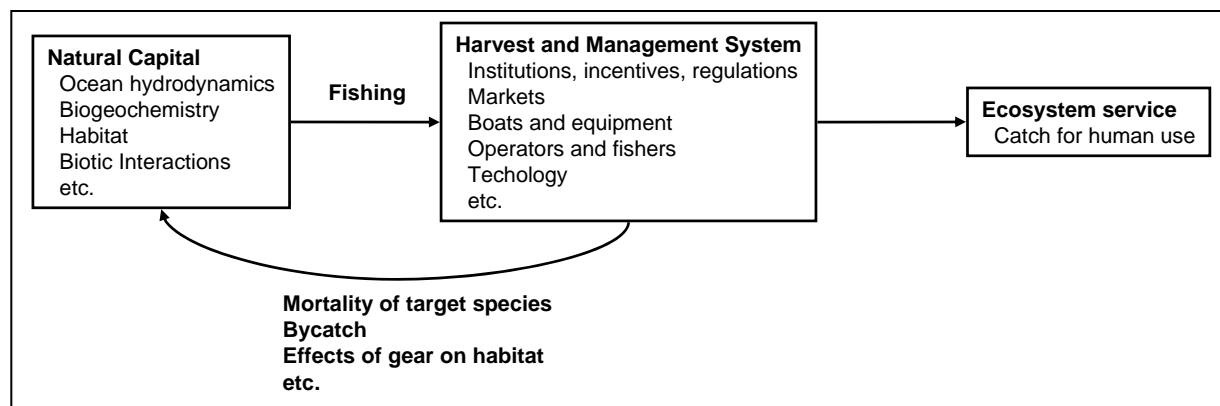 Natural Capital
Ocean hydrodynamics
Biogeochemistry
Habitat
Biotic Interactions
etc.
Fishing
Harvest and Management System
Institutions, incentives, regulations
Markets
Boats and equipment
Operators and fishers
Techology
etc.
Ecosystem service
Catch for human use
Mortality of target species
Bycatch
Effects of gear on habitat
etc.